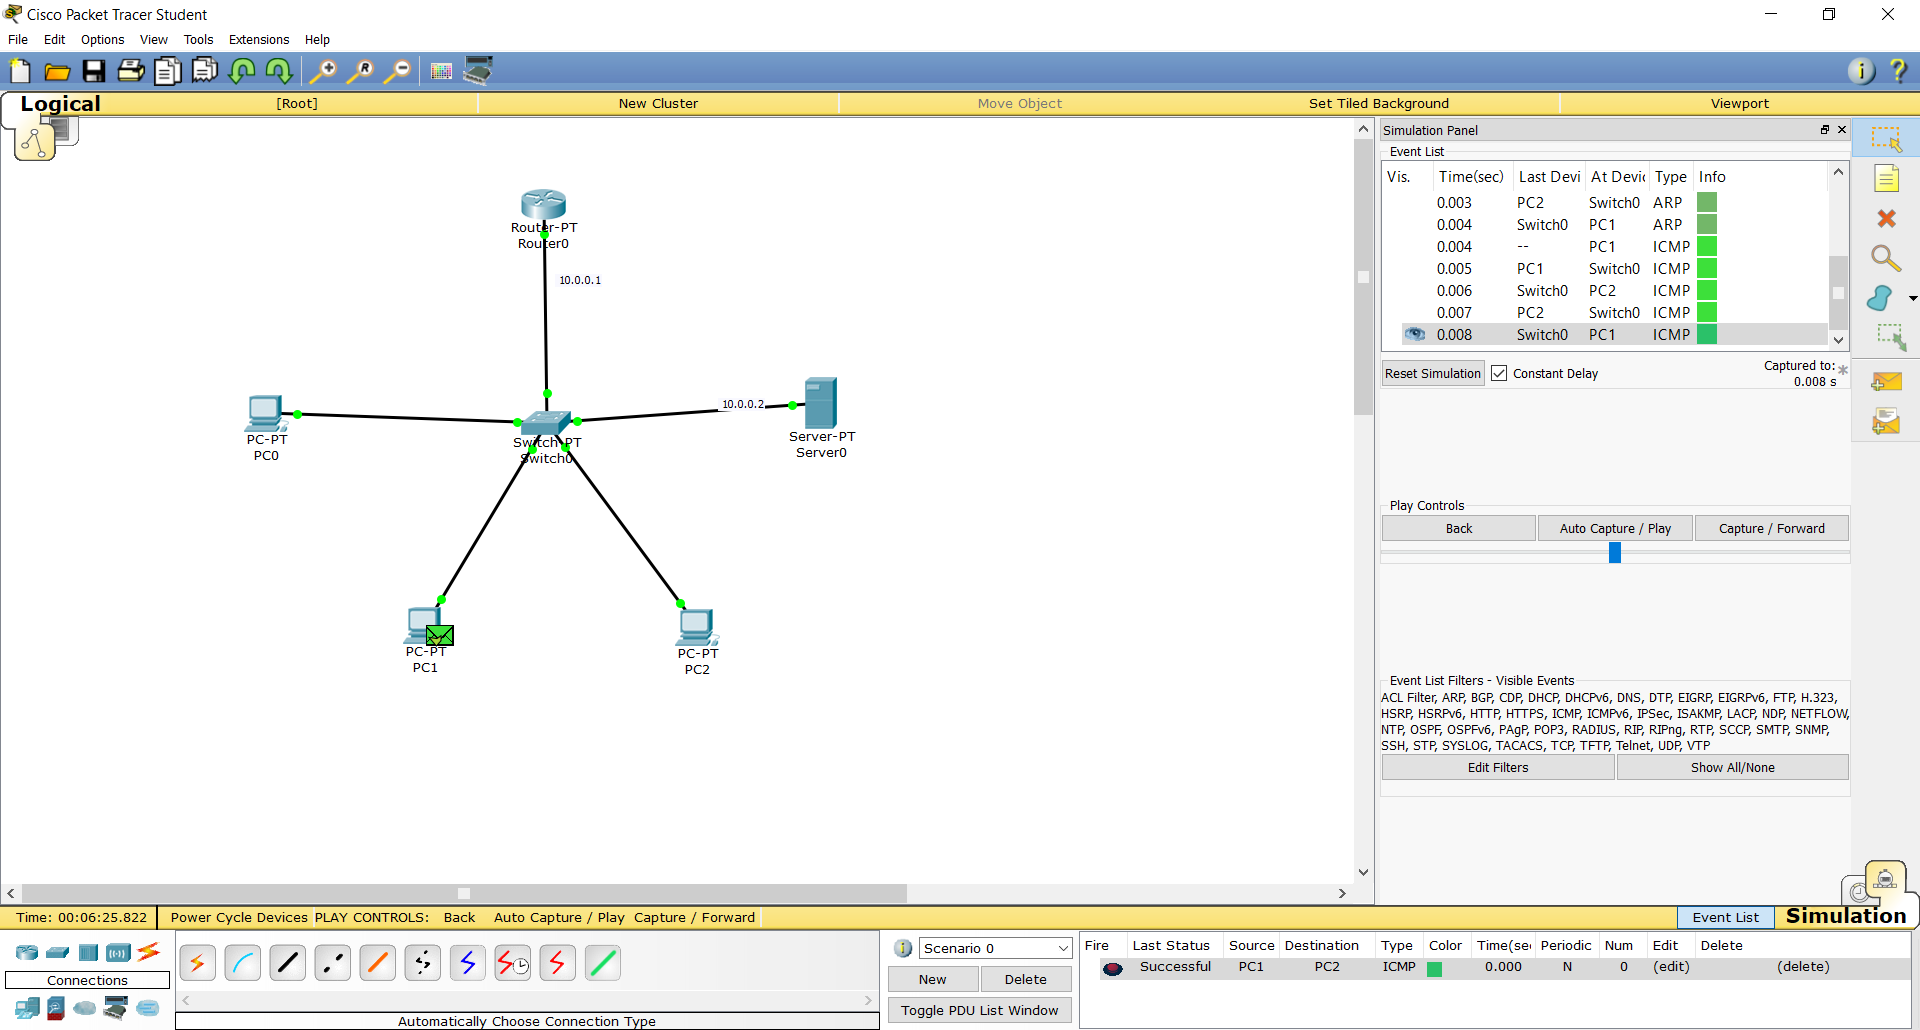 Cisco Packet Tracer Student
File Edit Options View Tools Extensions Help
Logical [Root] New Cluster Move Object Set Tiled Background Viewport
Router-PT
Router0
10.0.0.1
PC-PT
PC0
Switch-PT
Switch0
10.0.0.2
Server-PT
Server0
PC-PT
PC1
PC-PT
PC2
Simulation Panel
Event List
Vis. Time(sec) Last Devi At Devic Type Info
0.003 PC2 Switch0 ARP
0.004 Switch0 PC1 ARP
0.004 -- PC1 ICMP
0.005 PC1 Switch0 ICMP
0.006 Switch0 PC2 ICMP
0.007 PC2 Switch0 ICMP
0.008 Switch0 PC1 ICMP
Reset Simulation Constant Delay Captured to: *
0.008 s
Play Controls
Back Auto Capture / Play Capture / Forward
Event List Filters - Visible Events
ACL Filter, ARP, BGP, CDP, DHCP, DHCPv6, DNS, DTP, EIGRP, EIGRPv6, FTP, H.323,
HSRP, HSRPv6, HTTP, HTTPS, ICMP, ICMPv6, IPSec, ISAKMP, LACP, NDP, NETFLOW,
NTP, OSPF, OSPFv6, PAgP, POP3, RADIUS, RIP, RIPng, RTP, SCCP, SMTP, SNMP,
SSH, STP, SYSLOG, TACACS, TCP, TFTP, Telnet, UDP, VTP
Edit Filters Show All/None
Time: 00:06:25.822 Power Cycle Devices PLAY CONTROLS: Back Auto Capture / Play Capture / Forward Event List Simulation
Connections
Automatically Choose Connection Type
Scenario 0
New Delete
Toggle PDU List Window
Fire Last Status Source Destination Type Color Time(sec Periodic Num Edit Delete
Successful PC1 PC2 ICMP 0.000 N 0 (edit) (delete)